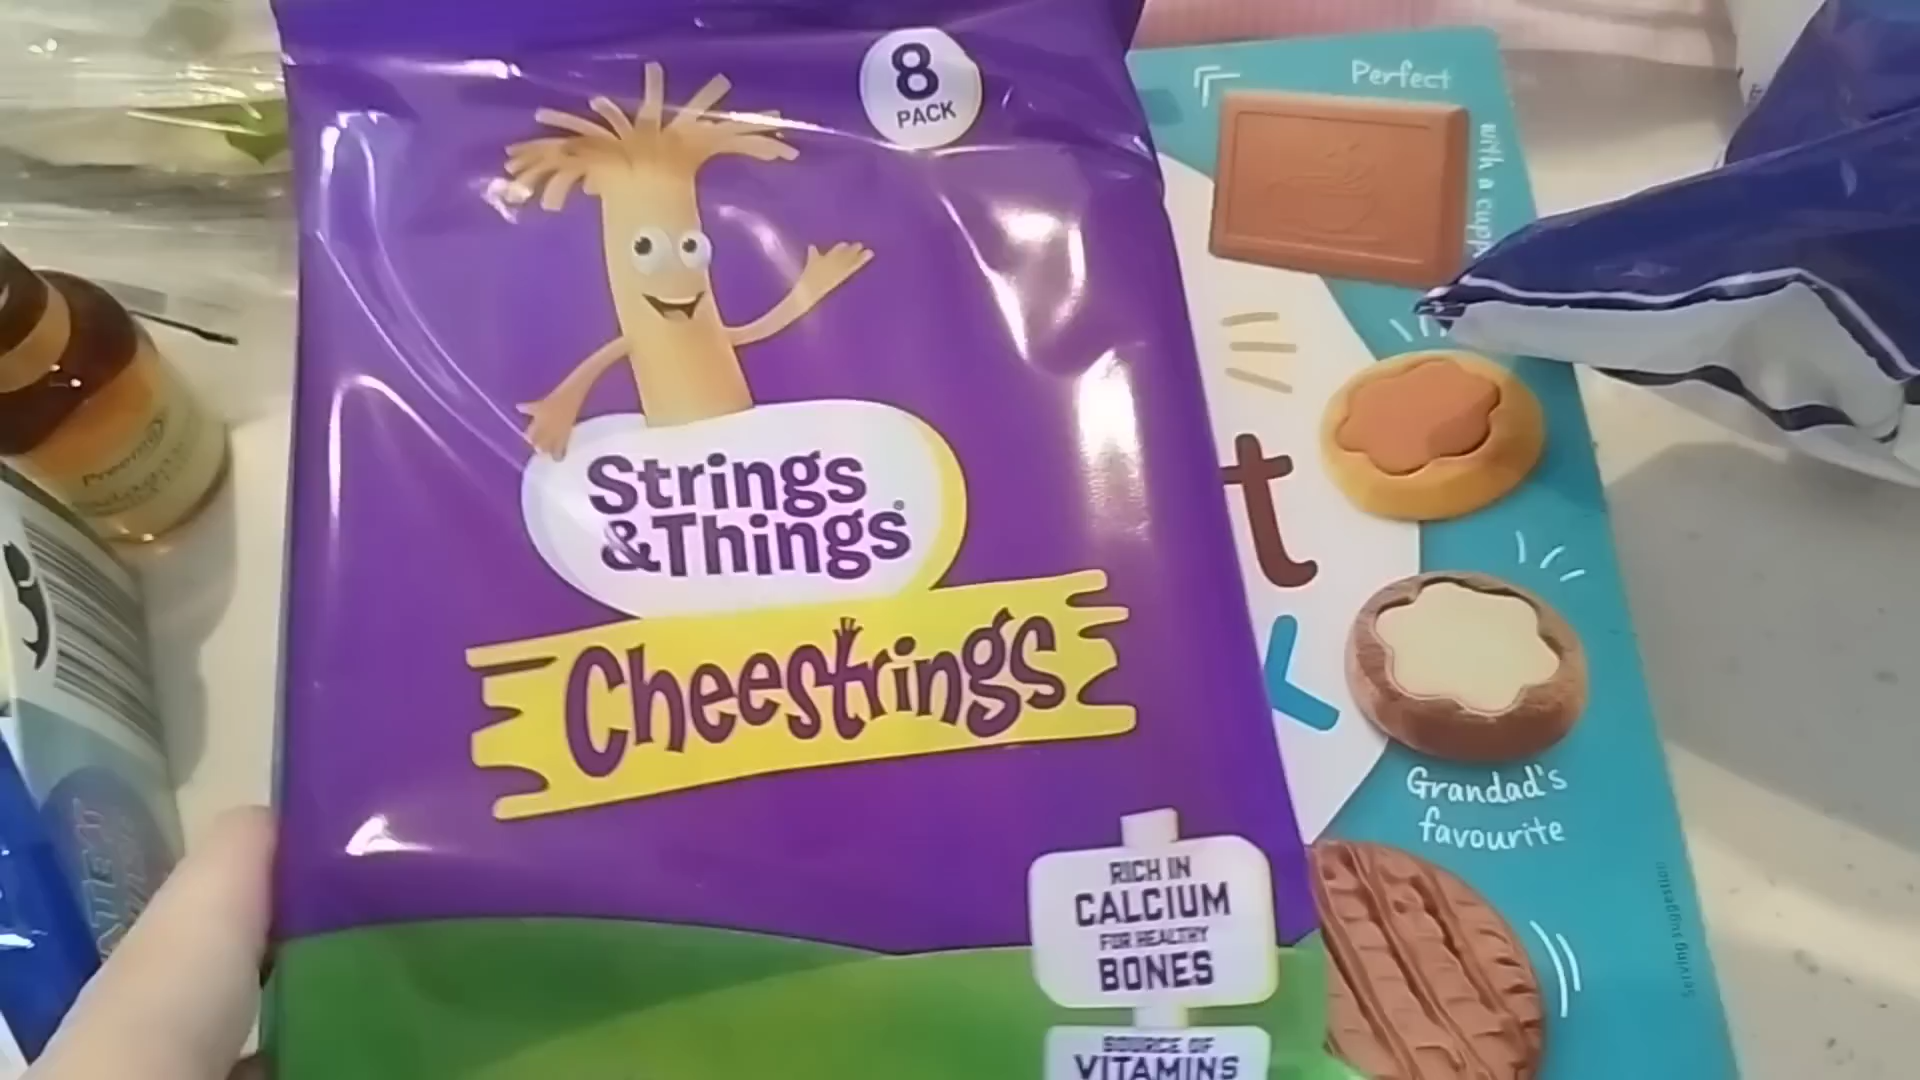 8
PACK
Strings
&Things®
Cheestrings
RICH IN
CALCIUM
FOR HEALTHY
BONES
SOURCE OF
VITAMINS
Perfect
with a cuppa
t
k
Grandad's
favourite
Serving suggestion